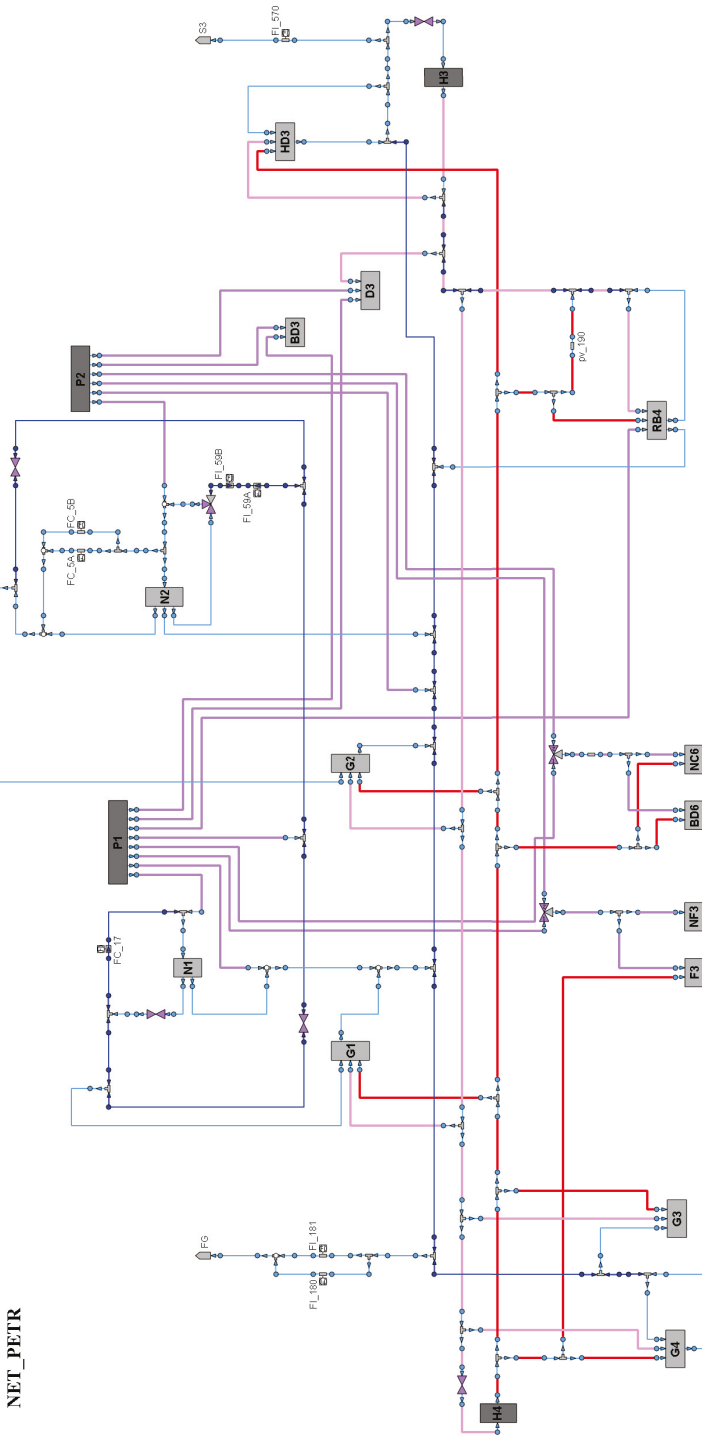 NET_PETR
S3
FI_570
H3
HD3
D3
BD3
P2
FI_59B
FI_59A
FC_5B
FC_5A
N2
pv_190
RB4
P1
G2
FC_17
N1
G1
NC6
BD6
NF3
F3
FG
FI_181
FI_180
G3
G4
H4